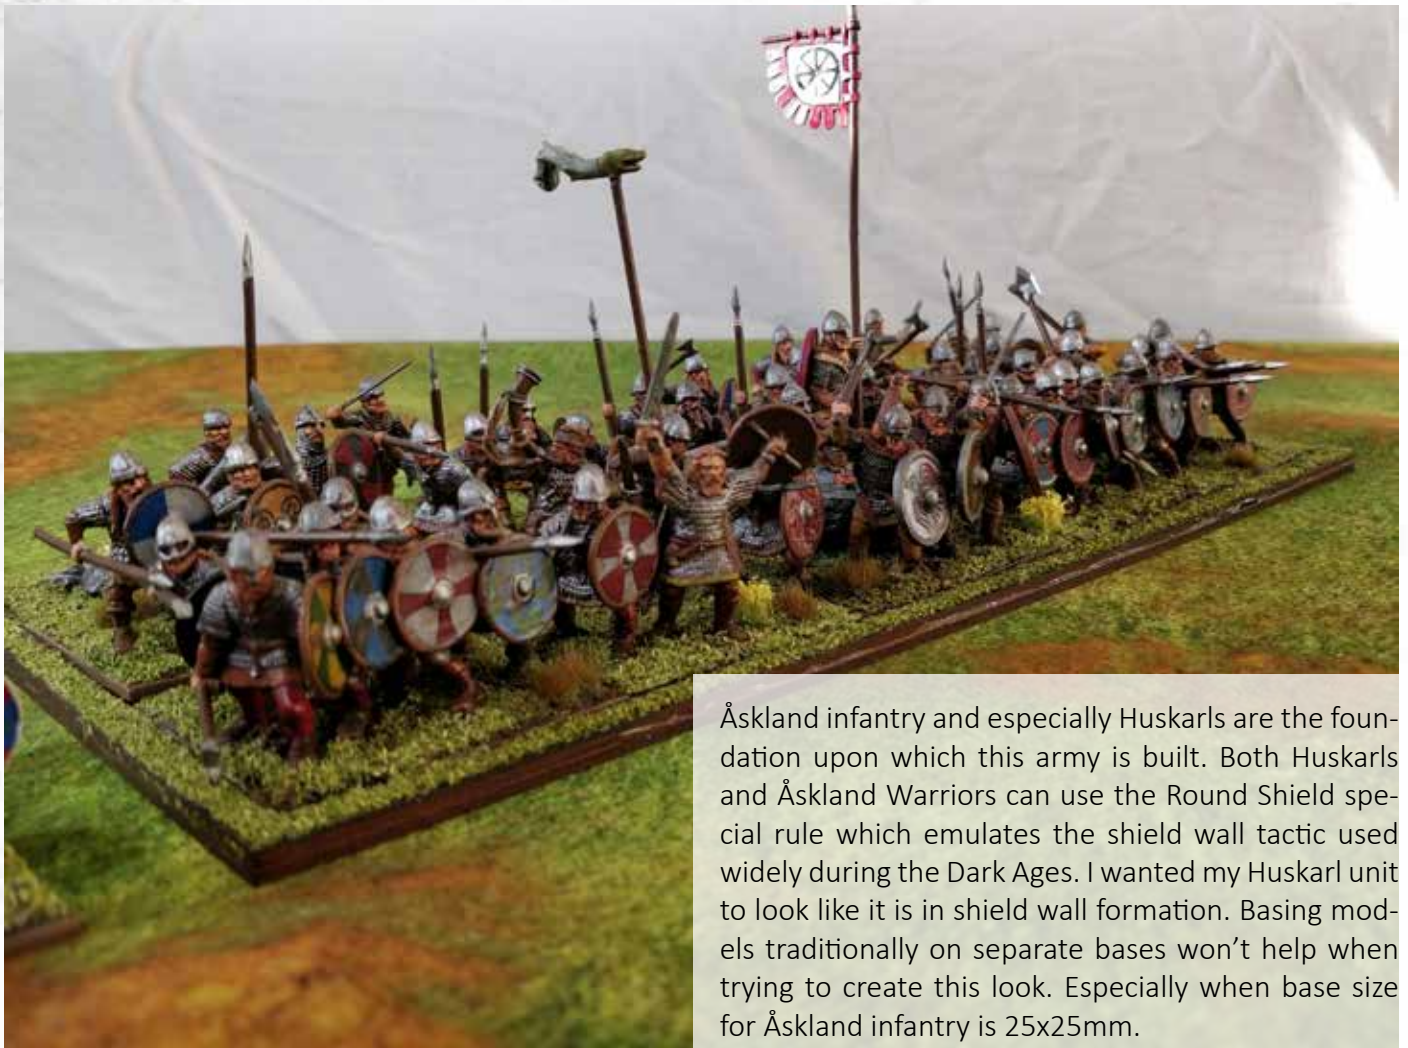 Åskland infantry and especially Huskarls are the foun-
dation upon which this army is built. Both Huskarls
and Åskland Warriors can use the Round Shield spe-
cial rule which emulates the shield wall tactic used
widely during the Dark Ages. I wanted my Huskarl unit
to look like it is in shield wall formation. Basing mod-
els traditionally on separate bases won’t help when
trying to create this look. Especially when base size
for Åskland infantry is 25x25mm.